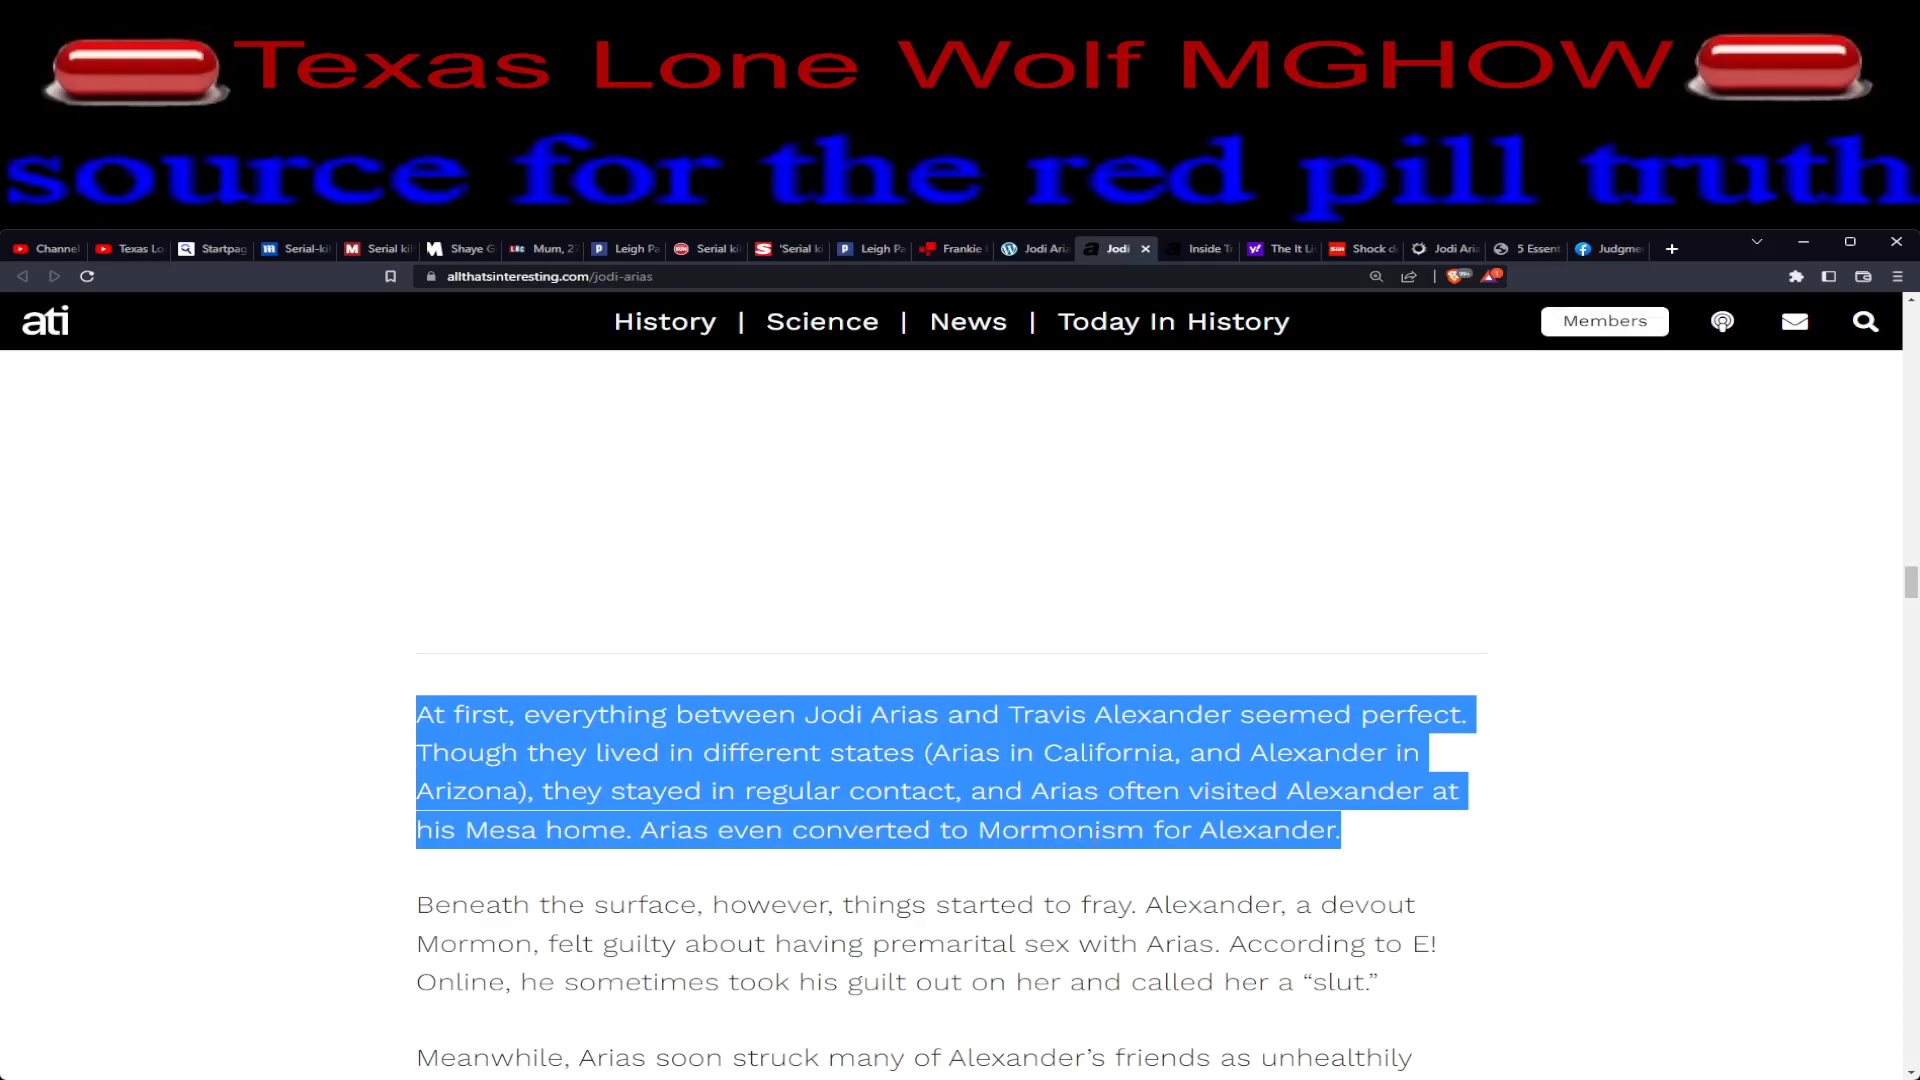 Texas Lone Wolf MGHOW
source for the red pill truth
Channel Texas Lo Startpag Serial-kil Serial kil Shaye G Mum, 27 Leigh Pa Serial kil 'Serial ki Leigh Pa Frankie Jodi Aria Jodi Inside Tr The It Li Shock d Jodi Aria 5 Essent Judgme
allthatsinteresting.com/jodi-arias
ati History | Science | News | Today In History Members
At first, everything between Jodi Arias and Travis Alexander seemed perfect.
Though they lived in different states (Arias in California, and Alexander in
Arizona), they stayed in regular contact, and Arias often visited Alexander at
his Mesa home. Arias even converted to Mormonism for Alexander.
Beneath the surface, however, things started to fray. Alexander, a devout
Mormon, felt guilty about having premarital sex with Arias. According to E!
Online, he sometimes took his guilt out on her and called her a “slut.”
Meanwhile, Arias soon struck many of Alexander’s friends as unhealthily